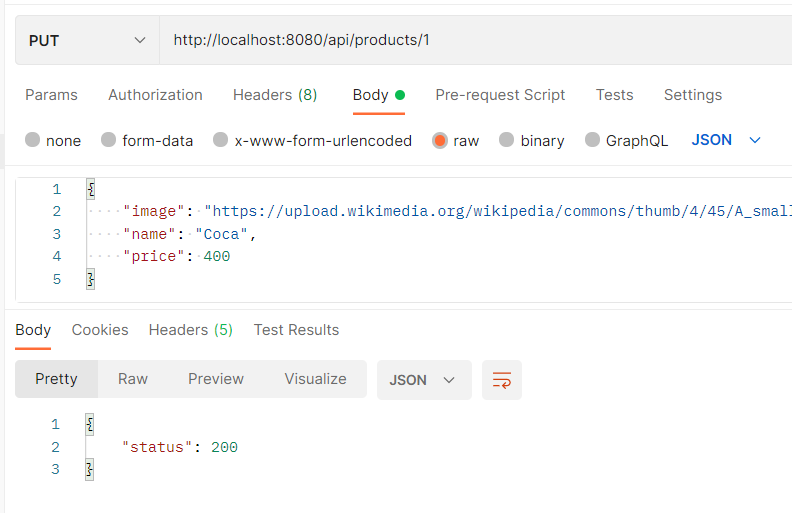 PUT http://localhost:8080/api/products/1
Params Authorization Headers (8) Body Pre-request Script Tests Settings
none form-data x-www-form-urlencoded raw binary GraphQL JSON
1 {
2 "image": "https://upload.wikimedia.org/wikipedia/commons/thumb/4/45/A_small
3 "name": "Coca",
4 "price": 400
5 }
Body Cookies Headers (5) Test Results
Pretty Raw Preview Visualize JSON
1 {
2 "status": 200
3 }